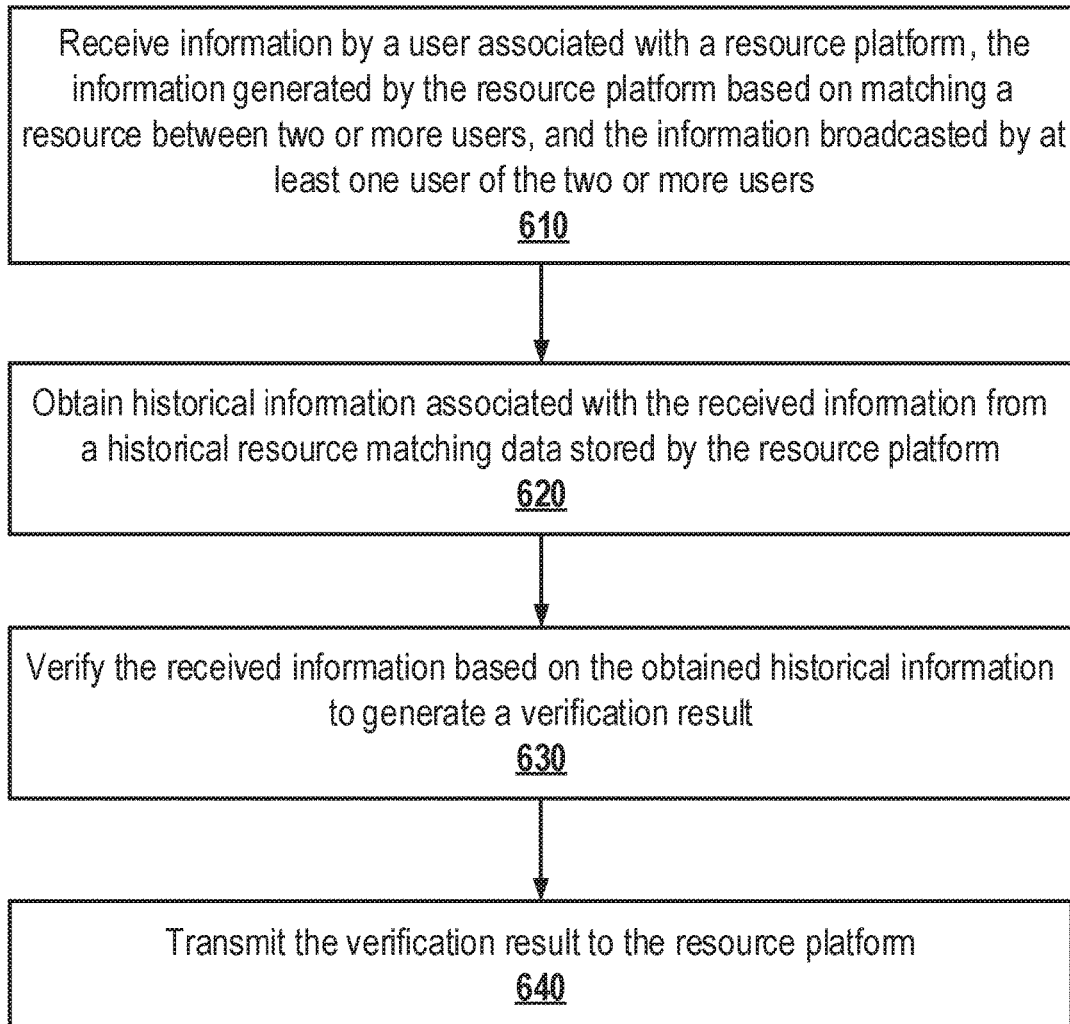 Receive information by a user associated with a resource platform, the
information generated by the resource platform based on matching a
resource between two or more users, and the information broadcasted by at
least one user of the two or more users
610
Obtain historical information associated with the received information from
a historical resource matching data stored by the resource platform
620
Verify the received information based on the obtained historical information
to generate a verification result
630
Transmit the verification result to the resource platform
640